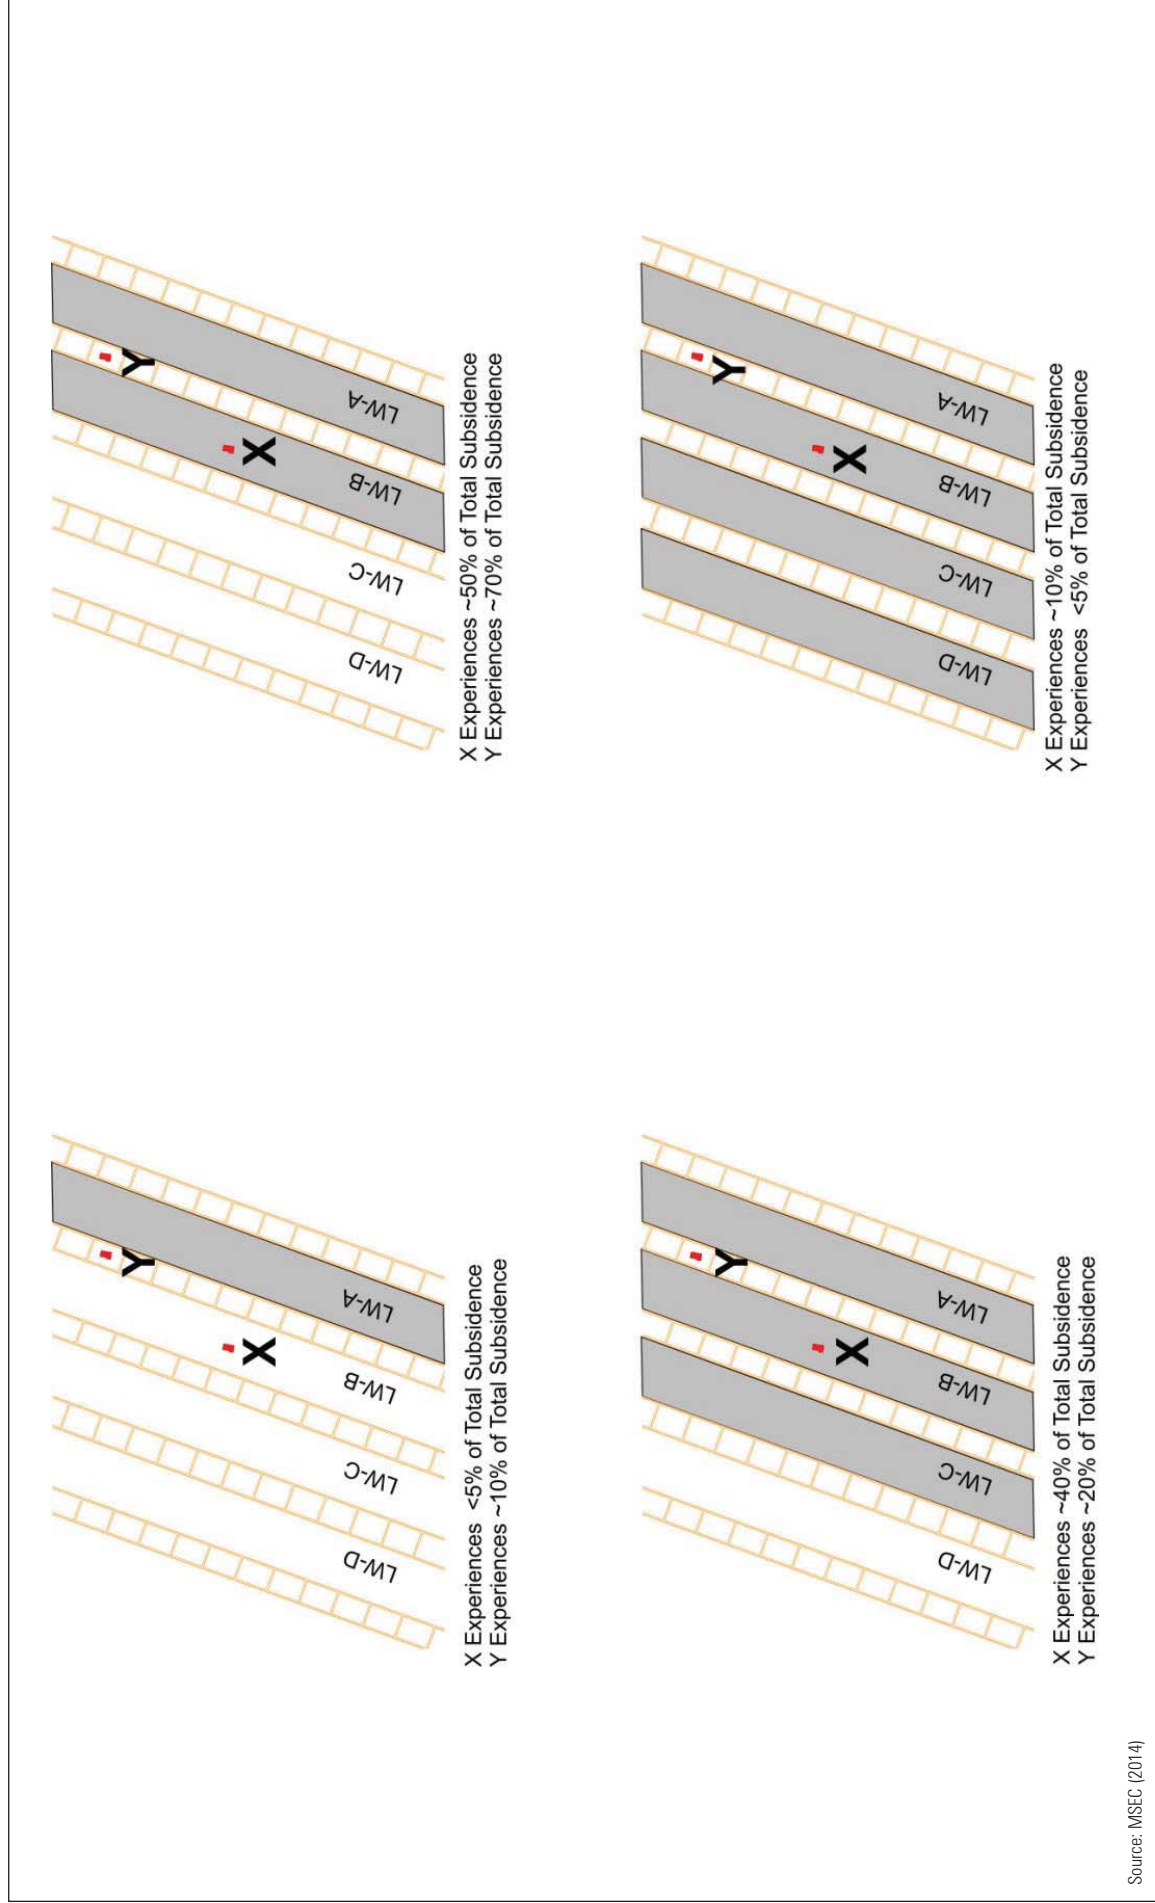 Y
X
LW-D
LW-C
LW-B
LW-A
X Experiences <5% of Total Subsidence
Y Experiences ~10% of Total Subsidence
Y
X
LW-D
LW-C
LW-B
LW-A
X Experiences ~50% of Total Subsidence
Y Experiences ~70% of Total Subsidence
Y
X
LW-D
LW-C
LW-B
LW-A
X Experiences ~40% of Total Subsidence
Y Experiences ~20% of Total Subsidence
Y
X
LW-D
LW-C
LW-B
LW-A
X Experiences ~10% of Total Subsidence
Y Experiences <5% of Total Subsidence
Source: MSEC (2014)